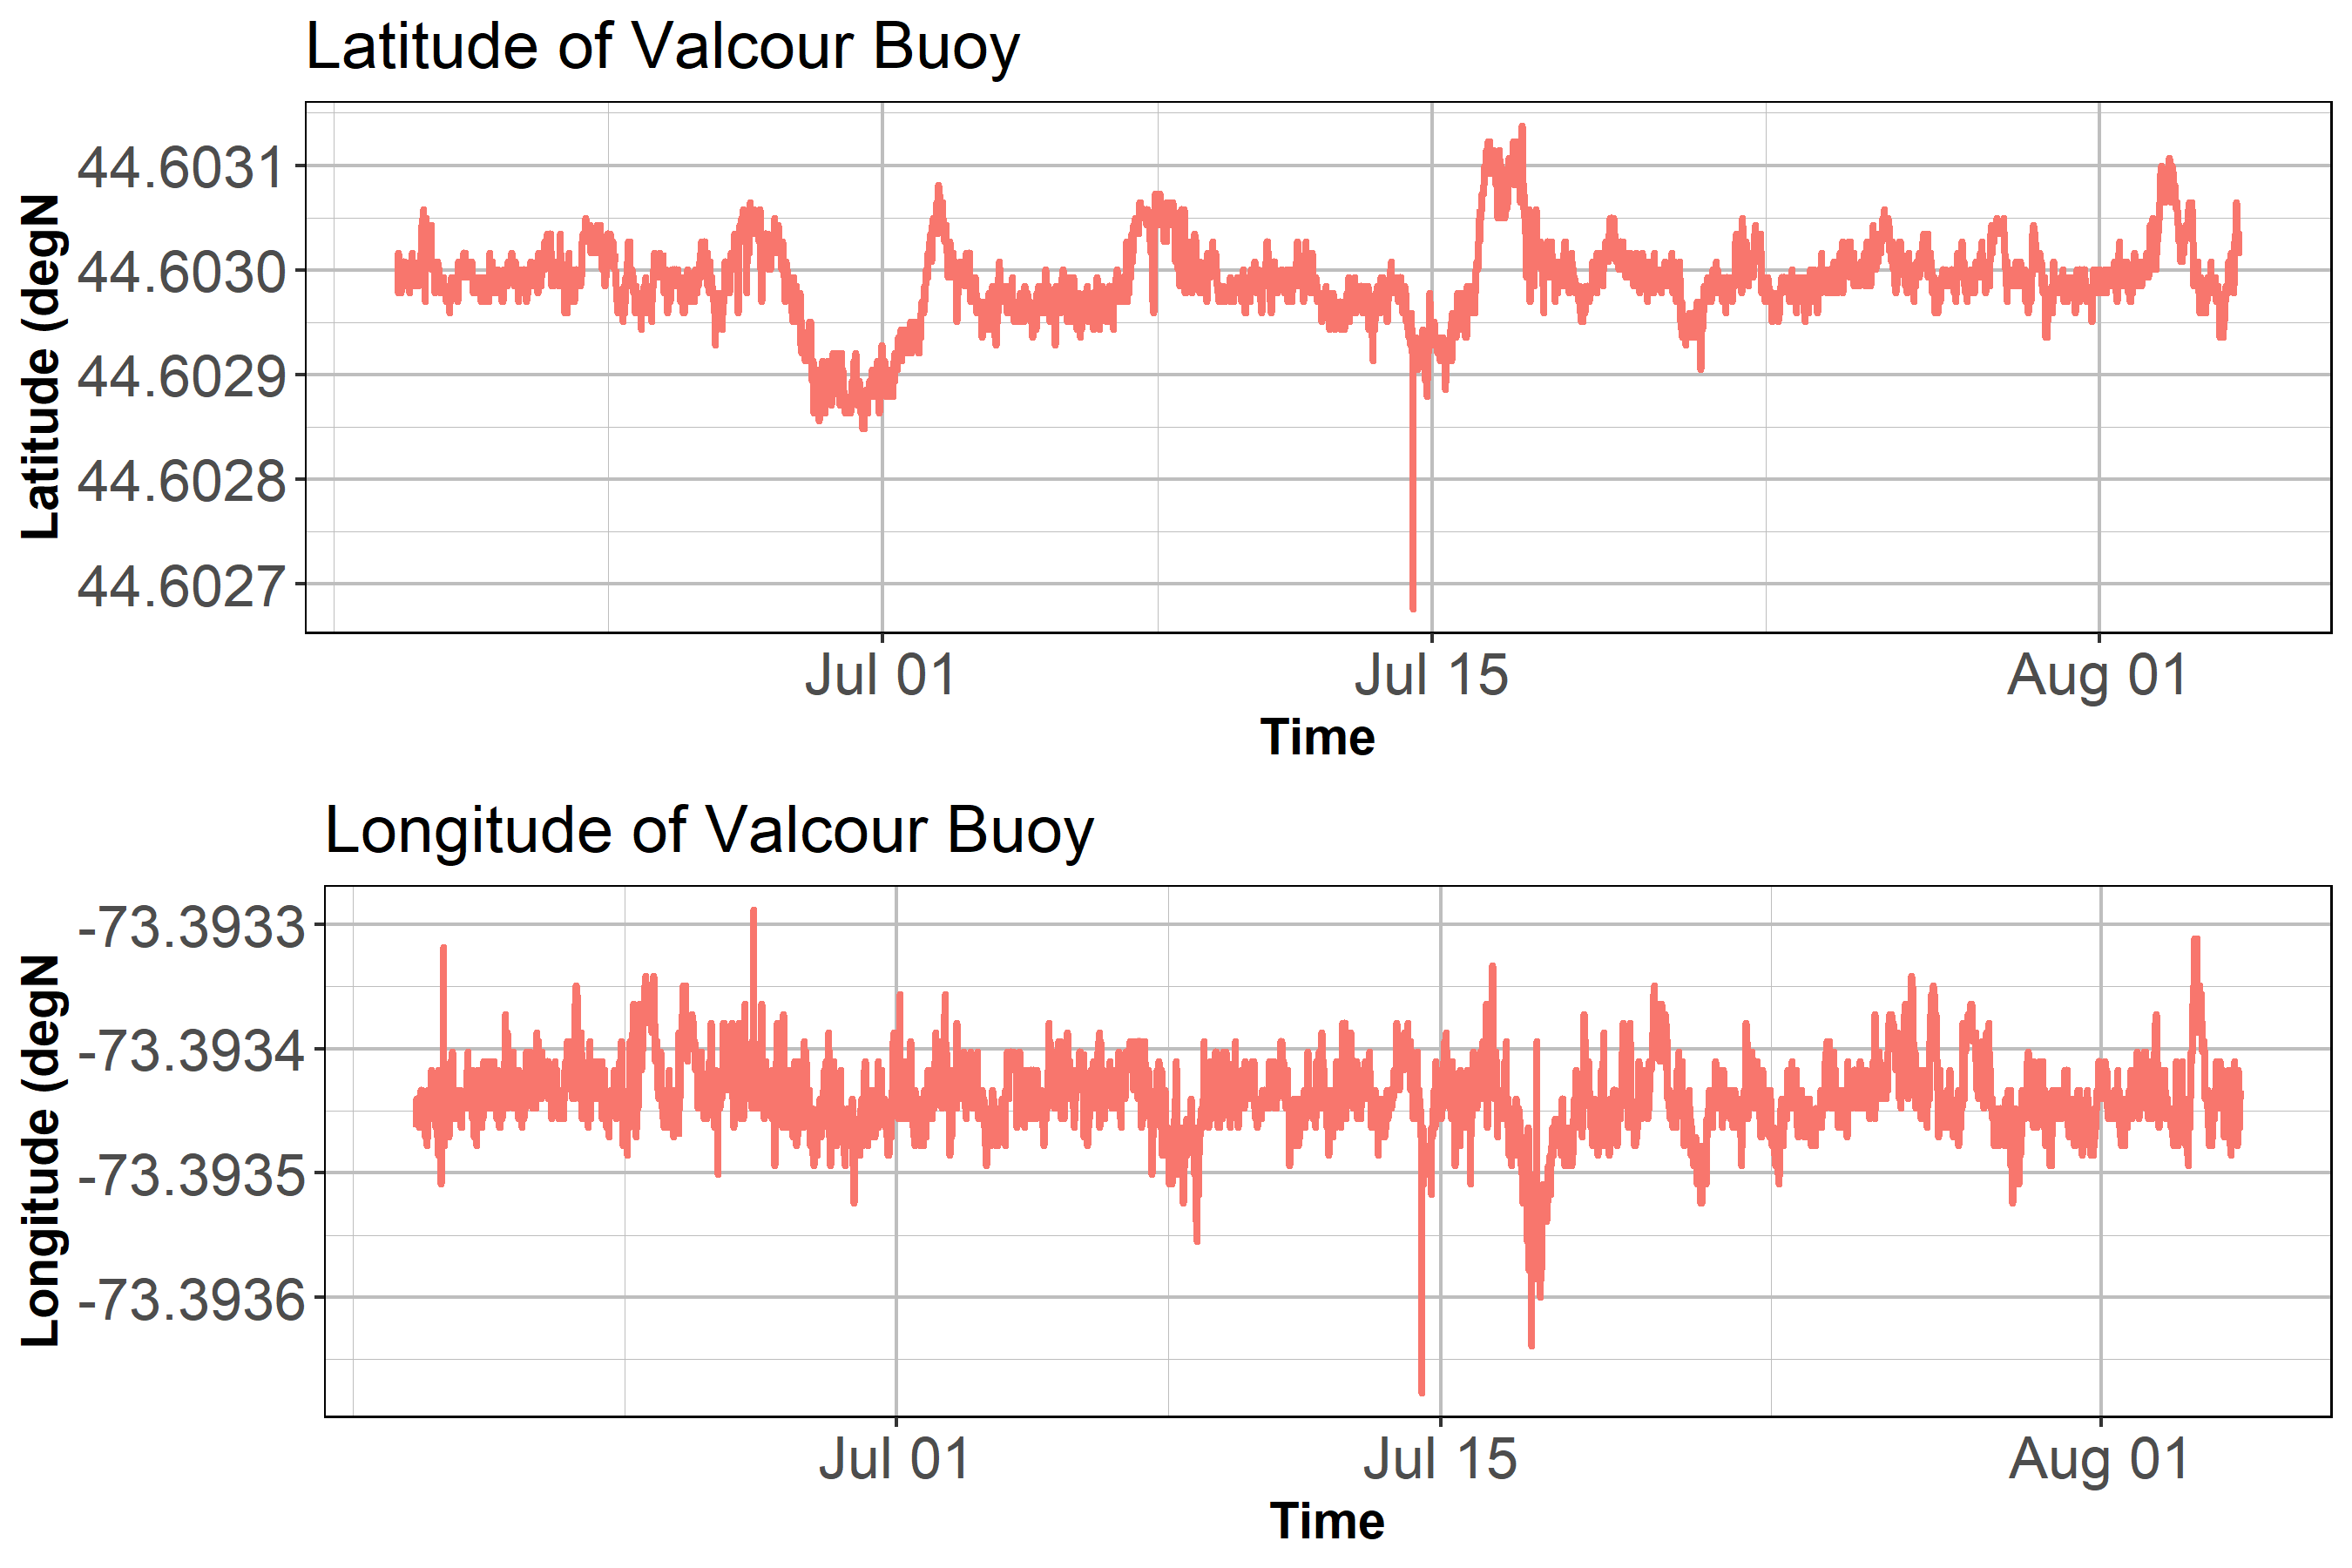 Latitude of Valcour Buoy
Latitude (degN
44.6031
44.6030
44.6029
44.6028
44.6027
Jul 01 Jul 15 Aug 01
Time
Longitude of Valcour Buoy
Longitude (degN
-73.3933
-73.3934
-73.3935
-73.3936
Jul 01 Jul 15 Aug 01
Time